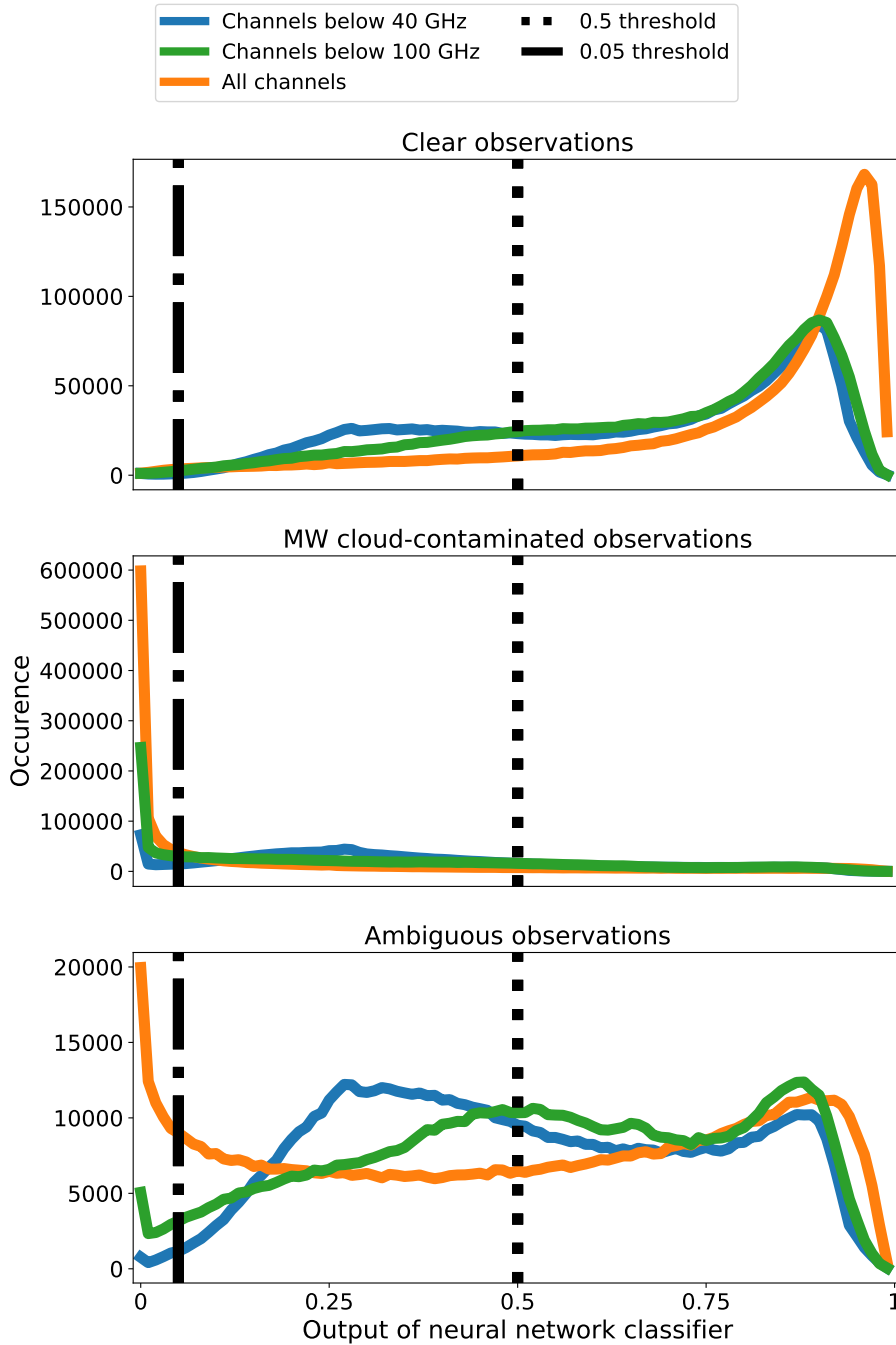 Channels below 40 GHz
Channels below 100 GHz
All channels
0.5 threshold
0.05 threshold
Clear observations
150000
100000
50000
0
MW cloud-contaminated observations
600000
500000
400000
300000
200000
100000
0
Occurence
Ambiguous observations
20000
15000
10000
5000
0
0 0.25 0.5 0.75 1
Output of neural network classifier